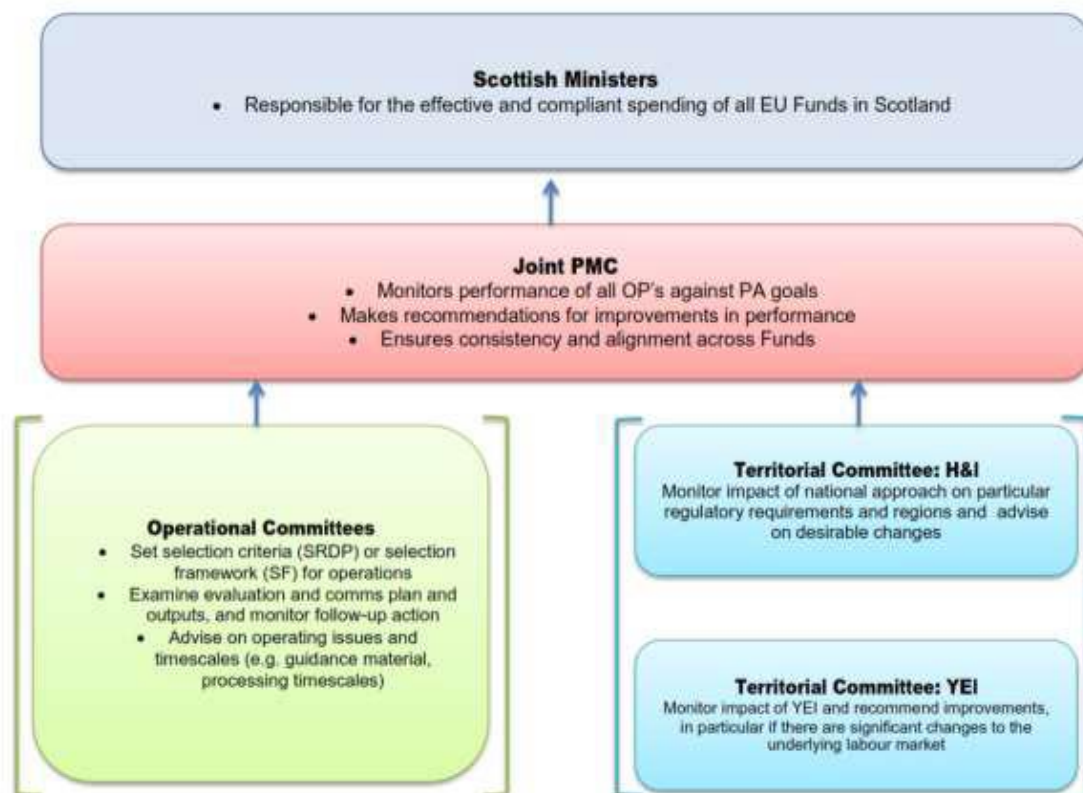 Scottish Ministers
• Responsible for the effective and compliant spending of all EU Funds in Scotland
Joint PMC
• Monitors performance of all OP's against PA goals
• Makes recommendations for improvements in performance
• Ensures consistency and alignment across Funds
Operational Committees
• Set selection criteria (SRDP) or selection
framework (SF) for operations
• Examine evaluation and comms plan and
outputs, and monitor follow-up action
• Advise on operating issues and
timescales (e.g. guidance material,
processing timescales)
Territorial Committee: H&I
Monitor impact of national approach on particular
regulatory requirements and regions and advise
on desirable changes
Territorial Committee: YEI
Monitor impact of YEI and recommend improvements,
in particular if there are significant changes to the
underlying labour market